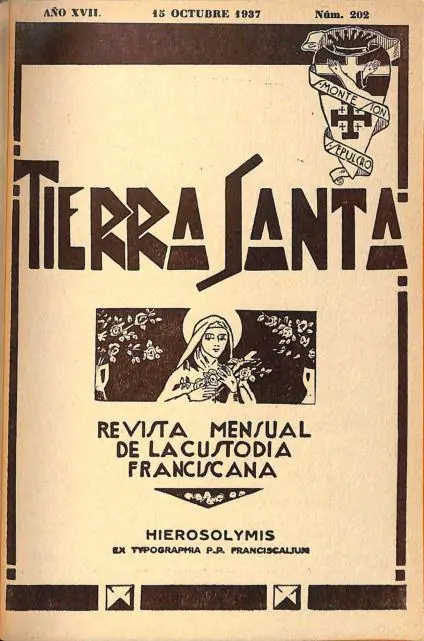 AÑO XVII. 15 OCTUBRE 1937 Núm. 202
MONTE SION
SEPULCRO
TIERRA SANTA
REVISTA MENSUAL
DE LA CUSTODIA
FRANCISCANA
HIEROSOLYMIS
EX TYPOGRAPHIA P.P. FRANCISCALIUM